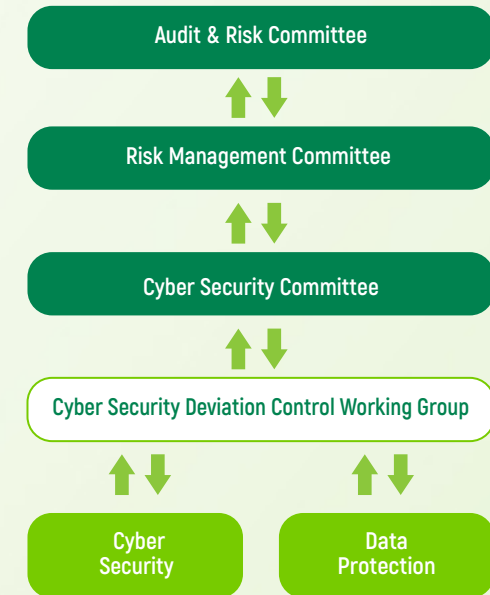 Audit & Risk Committee
Risk Management Committee
Cyber Security Committee
Cyber Security Deviation Control Working Group
Cyber
Security
Data
Protection